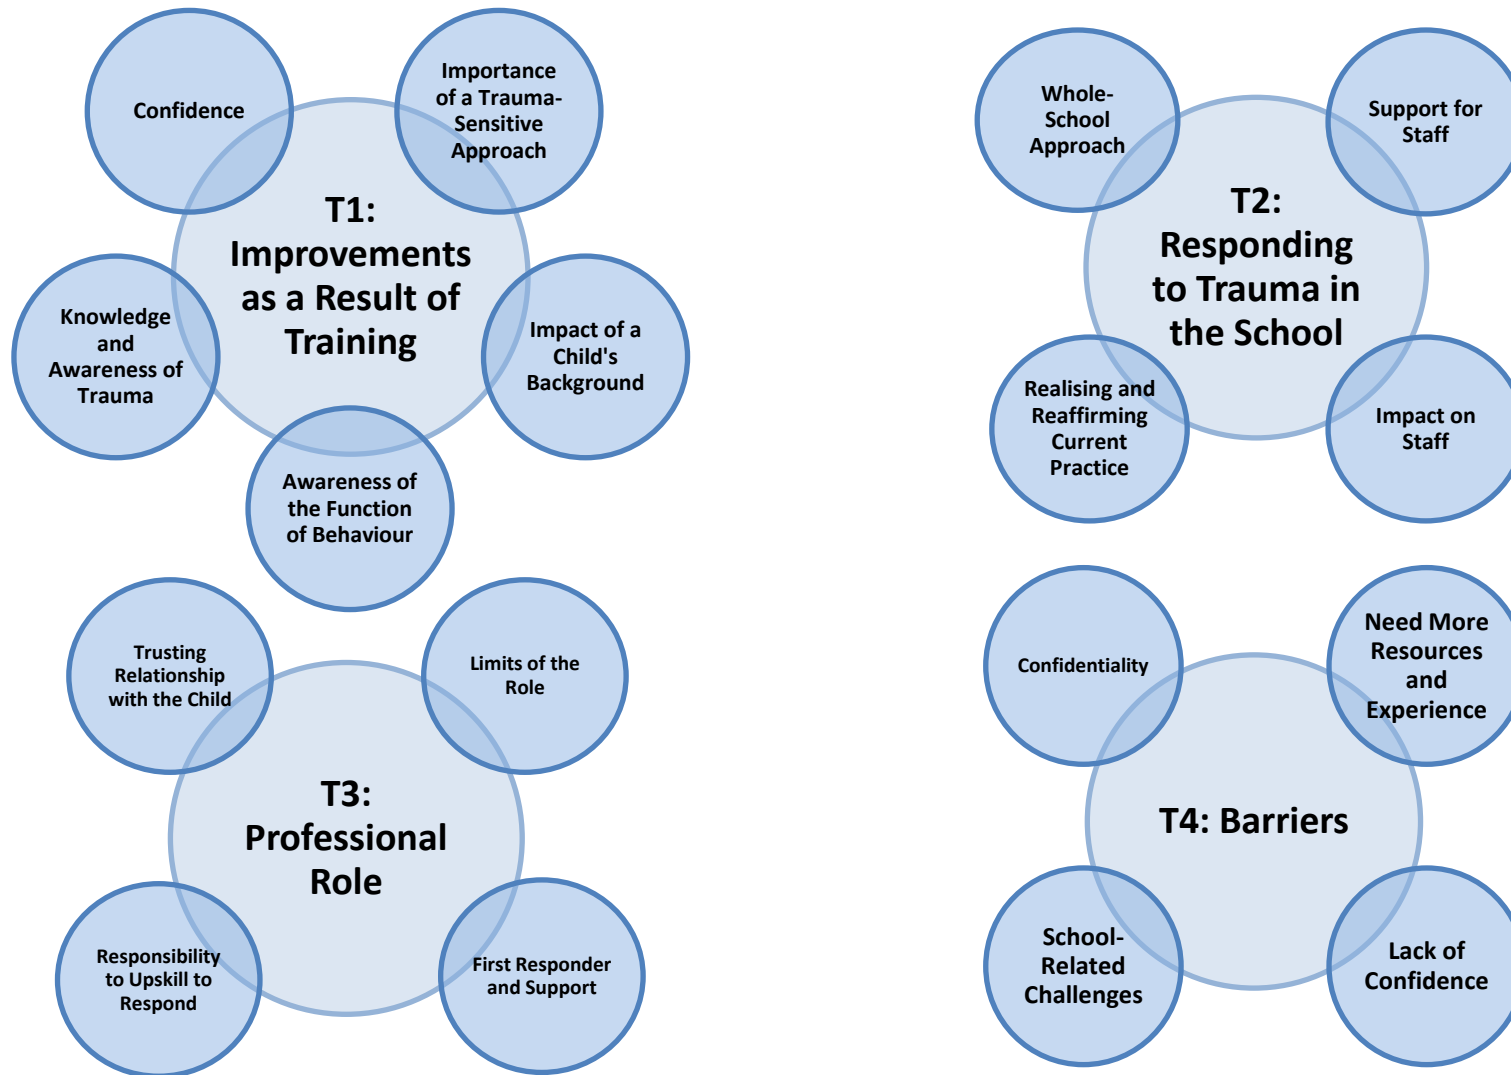 Confidence
Importance
of a Trauma-
Sensitive
Approach
T1:
Improvements
as a Result of
Training
Knowledge
and
Awareness of
Trauma
Impact of a
Child's
Background
Awareness of
the Function
of Behaviour
Whole-
School
Approach
Support for
Staff
T2:
Responding
to Trauma in
the School
Realising and
Reaffirming
Current
Practice
Impact on
Staff
Trusting
Relationship
with the Child
Limits of the
Role
T3:
Professional
Role
Responsibility
to Upskill to
Respond
First Responder
and Support
Confidentiality
Need More
Resources
and
Experience
T4: Barriers
School-
Related
Challenges
Lack of
Confidence